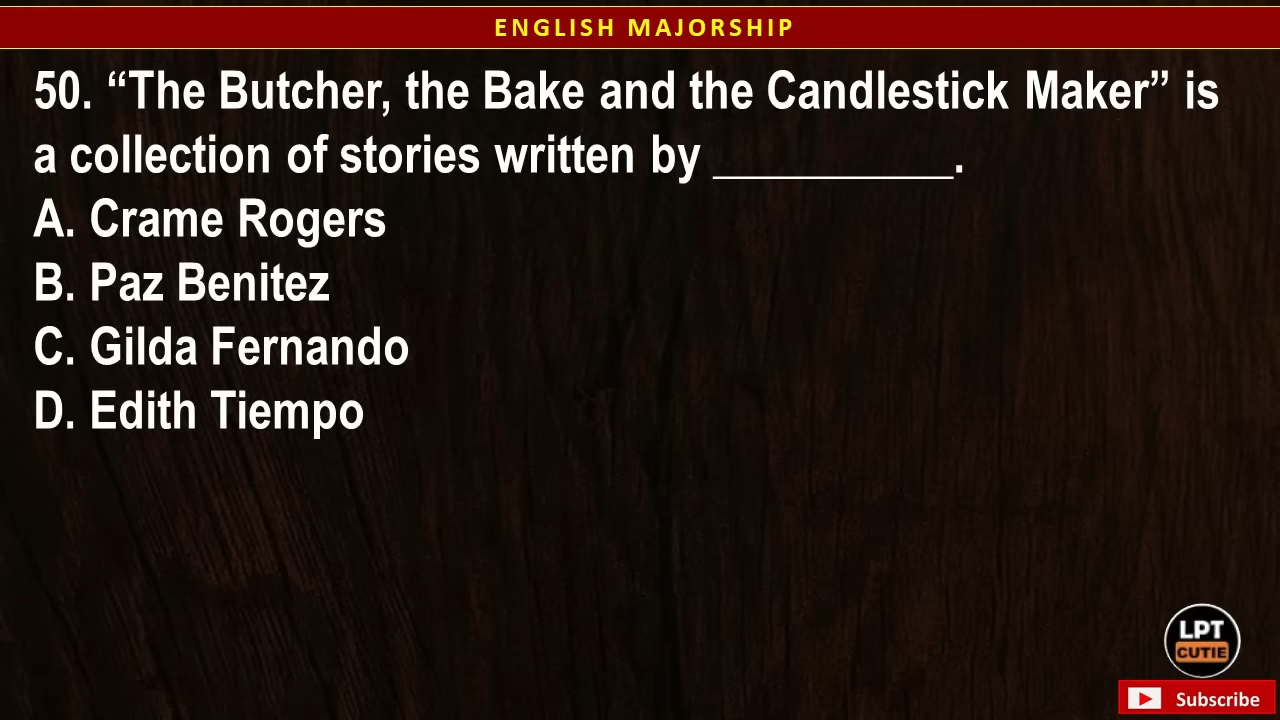 ENGLISH MAJORSHIP
50. “The Butcher, the Bake and the Candlestick Maker” is
a collection of stories written by __________.
A. Crame Rogers
B. Paz Benitez
C. Gilda Fernando
D. Edith Tiempo
LPT
CUTIE
Subscribe